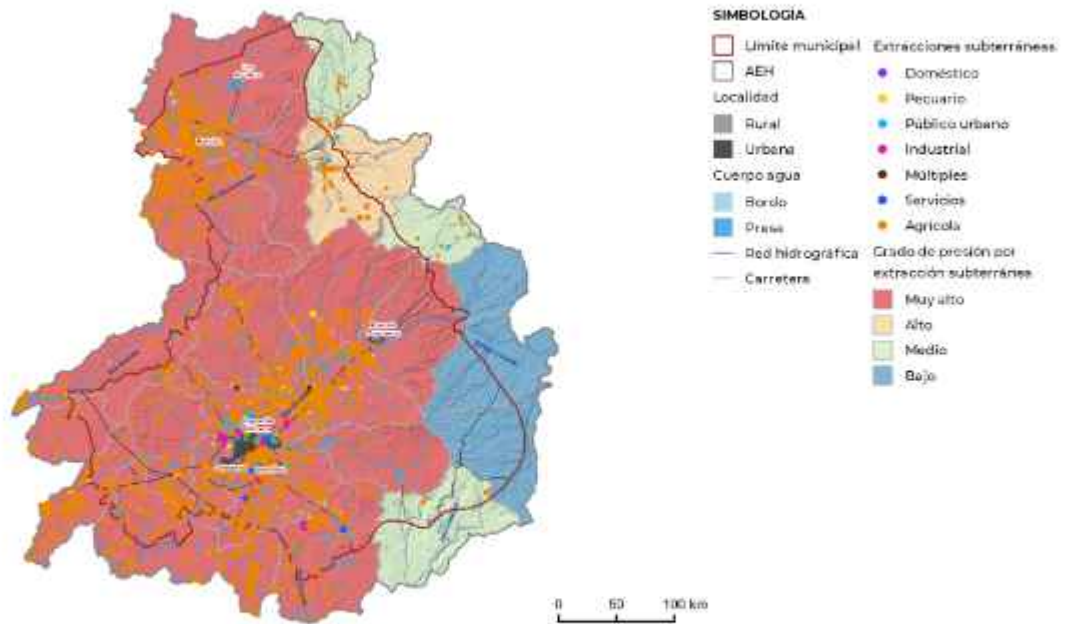 SIMBOLOGÍA
Límite municipal
AEH
Localidad
Rural
Urbana
Cuerpo agua
Bordo
Presa
Red hidrográfica
Carretera
Extracciones subterráneas
Doméstico
Pecuario
Público urbano
Industrial
Múltiples
Servicios
Agrícola
Grado de presión por
extracción subterránea
Muy alto
Alto
Medio
Bajo
0 50 100 km